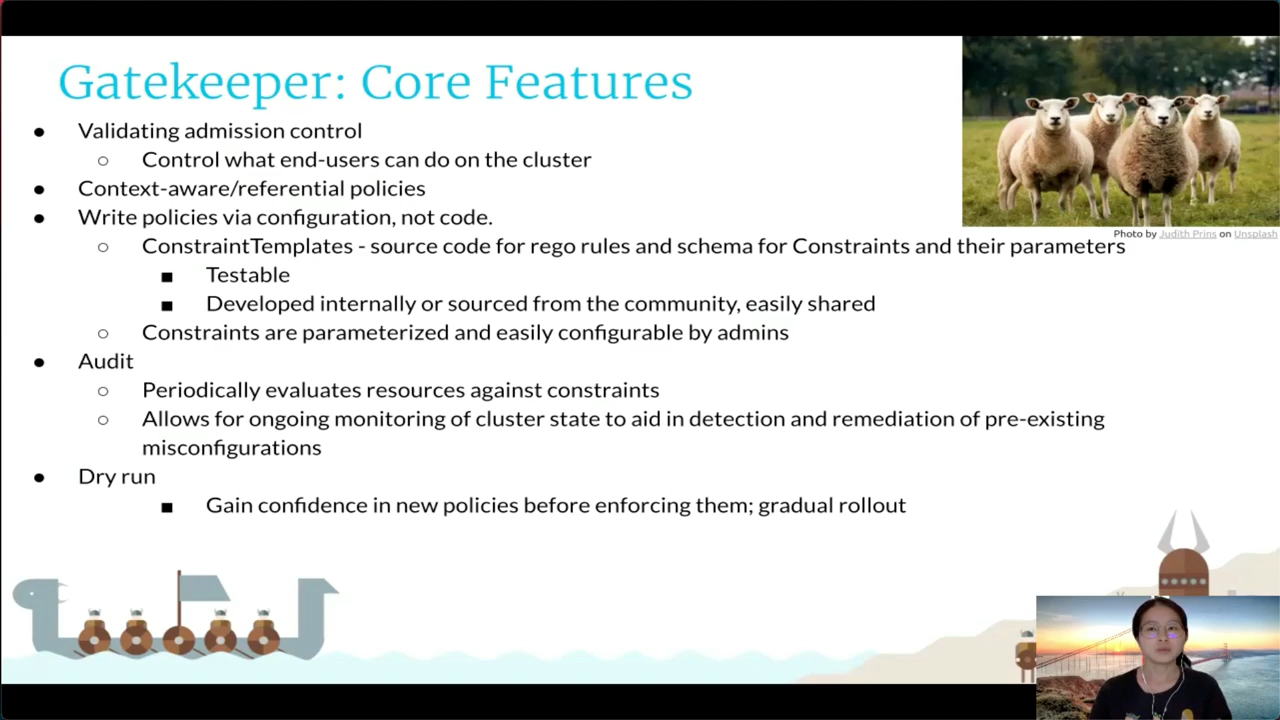 Gatekeeper: Core Features
● Validating admission control
○ Control what end-users can do on the cluster
● Context-aware/referential policies
● Write policies via configuration, not code.
○ ConstraintTemplates - source code for rego rules and schema for Constraints and their parameters
■ Testable
■ Developed internally or sourced from the community, easily shared
○ Constraints are parameterized and easily configurable by admins
● Audit
○ Periodically evaluates resources against constraints
○ Allows for ongoing monitoring of cluster state to aid in detection and remediation of pre-existing
misconfigurations
● Dry run
■ Gain confidence in new policies before enforcing them; gradual rollout
Photo by Judith Prins on Unsplash